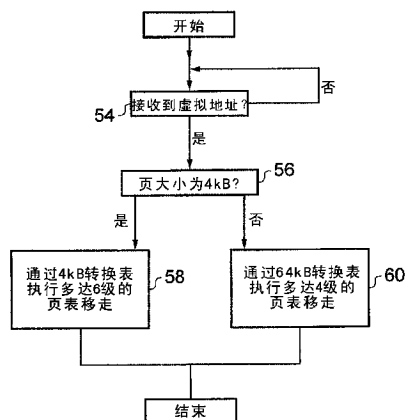 开始
否
54
接收到虚拟地址?
是
页大小为4kB?
56
是
否
通过4kB转换表
执行多达6级的
页表移走
58
通过64kB转换表
执行多达4级的
页表移走
60
结束